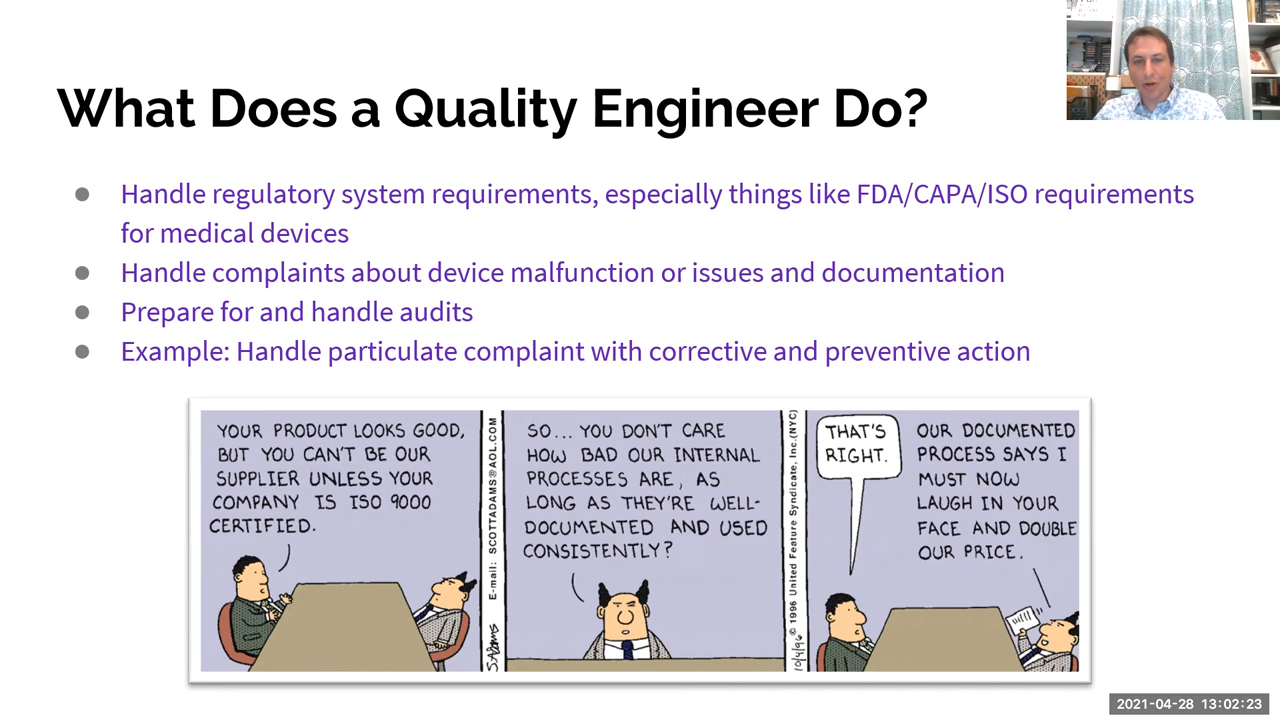 What Does a Quality Engineer Do?
● Handle regulatory system requirements, especially things like FDA/CAPA/ISO requirements
for medical devices
● Handle complaints about device malfunction or issues and documentation
● Prepare for and handle audits
● Example: Handle particulate complaint with corrective and preventive action
YOUR PRODUCT LOOKS GOOD,
BUT YOU CAN'T BE OUR
SUPPLIER UNLESS YOUR
COMPANY IS ISO 9000
CERTIFIED.
S.Adams E-mail: SCOTTADAMS@AOL.COM
SO... YOU DON'T CARE
HOW BAD OUR INTERNAL
PROCESSES ARE, AS
LONG AS THEY'RE WELL-
DOCUMENTED AND USED
CONSISTENTLY?
10/4/96 © 1996 United Feature Syndicate, Inc.(NYC)
THAT'S
RIGHT.
OUR DOCUMENTED
PROCESS SAYS I
MUST NOW
LAUGH IN YOUR
FACE AND DOUBLE
OUR PRICE.
2021-04-28 13:02:23